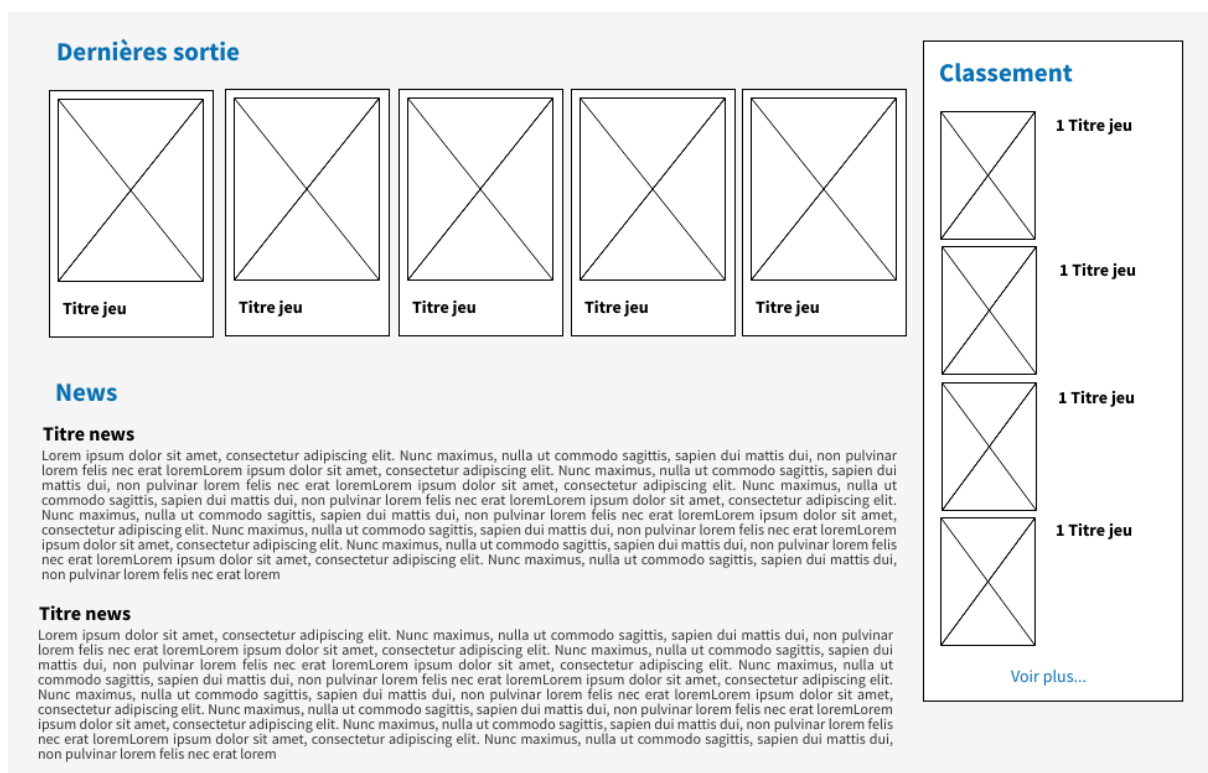 Dernières sortie
Titre jeu
Titre jeu
Titre jeu
Titre jeu
Titre jeu
News
Titre news
Lorem ipsum dolor sit amet, consectetur adipiscing elit. Nunc maximus, nulla ut commodo sagittis, sapien dui mattis dui, non pulvinar
lorem felis nec erat loremLorem ipsum dolor sit amet, consectetur adipiscing elit. Nunc maximus, nulla ut commodo sagittis, sapien dui
mattis dui, non pulvinar lorem felis nec erat loremLorem ipsum dolor sit amet, consectetur adipiscing elit. Nunc maximus, nulla ut
commodo sagittis, sapien dui mattis dui, non pulvinar lorem felis nec erat loremLorem ipsum dolor sit amet, consectetur adipiscing elit.
Nunc maximus, nulla ut commodo sagittis, sapien dui mattis dui, non pulvinar lorem felis nec erat loremLorem ipsum dolor sit amet,
consectetur adipiscing elit. Nunc maximus, nulla ut commodo sagittis, sapien dui mattis dui, non pulvinar lorem felis nec erat loremLorem
ipsum dolor sit amet, consectetur adipiscing elit. Nunc maximus, nulla ut commodo sagittis, sapien dui mattis dui, non pulvinar lorem felis
nec erat loremLorem ipsum dolor sit amet, consectetur adipiscing elit. Nunc maximus, nulla ut commodo sagittis, sapien dui mattis dui,
non pulvinar lorem felis nec erat lorem
Titre news
Lorem ipsum dolor sit amet, consectetur adipiscing elit. Nunc maximus, nulla ut commodo sagittis, sapien dui mattis dui, non pulvinar
lorem felis nec erat loremLorem ipsum dolor sit amet, consectetur adipiscing elit. Nunc maximus, nulla ut commodo sagittis, sapien dui
mattis dui, non pulvinar lorem felis nec erat loremLorem ipsum dolor sit amet, consectetur adipiscing elit. Nunc maximus, nulla ut
commodo sagittis, sapien dui mattis dui, non pulvinar lorem felis nec erat loremLorem ipsum dolor sit amet, consectetur adipiscing elit.
Nunc maximus, nulla ut commodo sagittis, sapien dui mattis dui, non pulvinar lorem felis nec erat loremLorem ipsum dolor sit amet,
consectetur adipiscing elit. Nunc maximus, nulla ut commodo sagittis, sapien dui mattis dui, non pulvinar lorem felis nec erat loremLorem
ipsum dolor sit amet, consectetur adipiscing elit. Nunc maximus, nulla ut commodo sagittis, sapien dui mattis dui, non pulvinar lorem felis
nec erat loremLorem ipsum dolor sit amet, consectetur adipiscing elit. Nunc maximus, nulla ut commodo sagittis, sapien dui mattis dui,
non pulvinar lorem felis nec erat lorem
Classement
1 Titre jeu
1 Titre jeu
1 Titre jeu
1 Titre jeu
Voir plus...